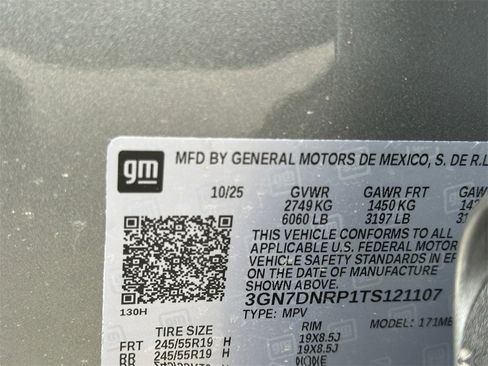 gm MFD BY GENERAL MOTORS DE MEXICO, S. DE R.L
10/25 GVWR GAWR FRT GAW
2749 KG 1450 KG
6060 LB 3197 LB
THIS VEHICLE CONFORMS TO ALL
APPLICABLE U.S. FEDERAL MOTOR
VEHICLE SAFETY STANDARDS IN EF
ON THE DATE OF MANUFACTURE
SHOWN ABOVE.
3GN7DNRP1TS121107
130H TYPE: MPV MODEL: 171ME
TIRE SIZE RIM
FRT 245/55R19 H 19X8.5J
RR 245/55R19 H 19X8.5J